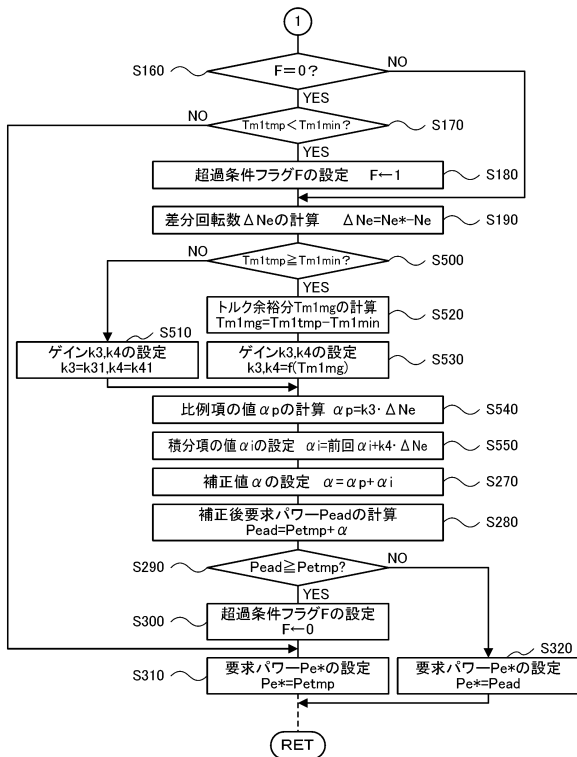 1
S160
F=0?
NO
YES
NO
Tm1tmp<Tm1min?
S170
YES
超過条件フラグFの設定 F←1
S180
差分回転数ΔNeの計算 ΔNe=Ne*-Ne
S190
NO
Tm1tmp≧Tm1min?
S500
YES
トルク余裕分Tm1mgの計算
Tm1mg=Tm1tmp-Tm1min
S520
S510
ゲインk3,k4の設定
k3=k31,k4=k41
ゲインk3,k4の設定
k3,k4=f(Tm1mg)
S530
比例項の値αpの計算 αp=k3·ΔNe
S540
積分項の値αiの設定 αi=前回αi+k4·ΔNe
S550
補正値αの設定 α=αp+αi
S270
補正後要求パワーPeadの計算
Pead=Petmp+α
S280
S290
Pead≧Petmp?
NO
YES
S300
超過条件フラグFの設定
F←0
S320
S310
要求パワーPe*の設定
Pe*=Petmp
要求パワーPe*の設定
Pe*=Pead
RET